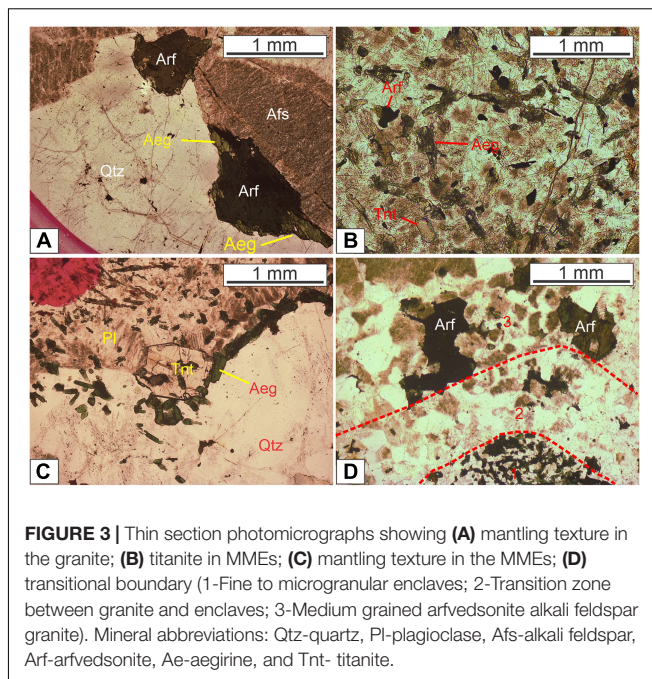 1 mm
Arf
Afs
Aeg
Qtz
Arf
Aeg
A
1 mm
Arf
Aeg
Tnt
B
1 mm
Pl
Tnt
Aeg
Qtz
C
1 mm
Arf
3
Arf
2
1
D
FIGURE 3 | Thin section photomicrographs showing (A) mantling texture in
the granite; (B) titanite in MMEs; (C) mantling texture in the MMEs; (D)
transitional boundary (1-Fine to microgranular enclaves; 2-Transition zone
between granite and enclaves; 3-Medium grained arfvedsonite alkali feldspar
granite). Mineral abbreviations: Qtz-quartz, Pl-plagioclase, Afs-alkali feldspar,
Arf-arfvedsonite, Ae-aegirine, and Tnt- titanite.